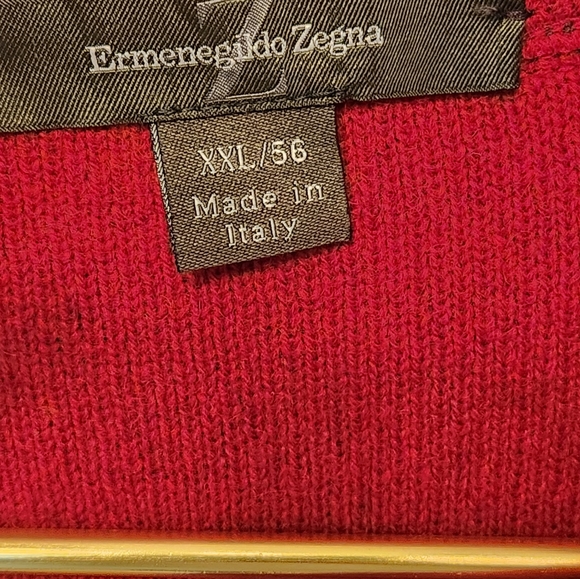 Z
Ermenegildo Zegna
XXL/56
Made in
Italy